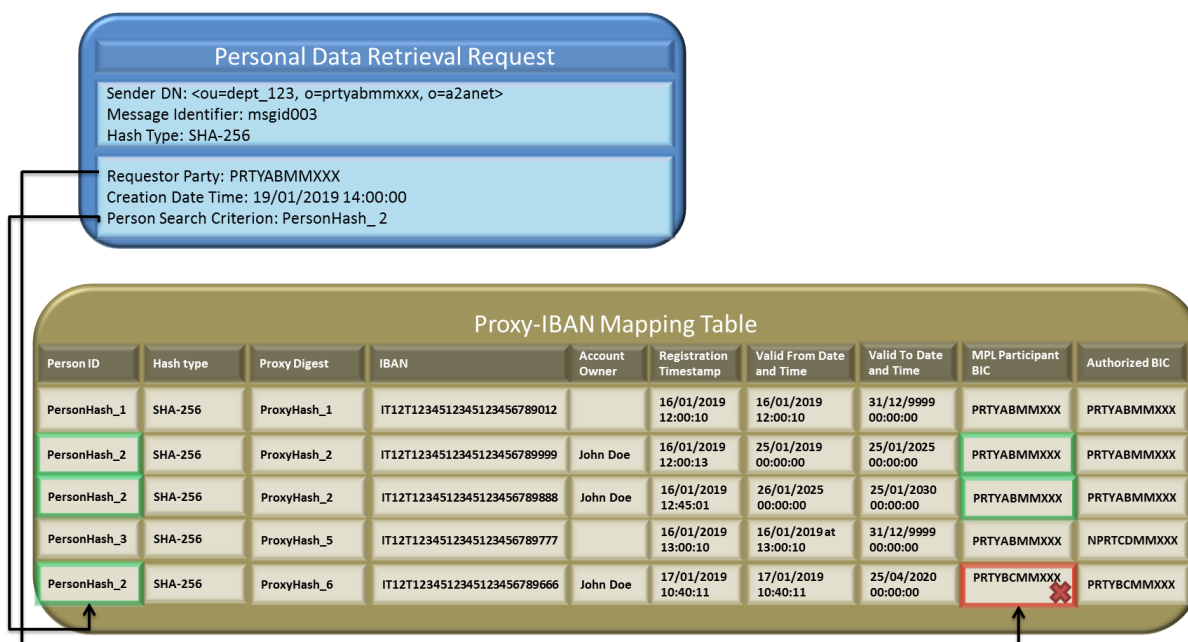 Personal Data Retrieval Request
Sender DN: <ou=dept_123, o=prtyabmmxxx, o=a2anet>
Message Identifier: msgid003
Hash Type: SHA-256
Requestor Party: PRTYABMMXXX
Creation Date Time: 19/01/2019 14:00:00
Person Search Criterion: PersonHash_ 2
Proxy-IBAN Mapping Table
Person ID Hash type Proxy Digest IBAN Account Owner Registration Timestamp Valid From Date and Time Valid To Date and Time MPL Participant BIC Authorized BIC
PersonHash_1 SHA-256 ProxyHash_1 IT12T1234512345123456789012 16/01/2019 12:00:10 16/01/2019 12:00:10 31/12/9999 00:00:00 PRTYABMMXXX PRTYABMMXXX
PersonHash_2 SHA-256 ProxyHash_2 IT12T1234512345123456789999 John Doe 16/01/2019 12:00:13 25/01/2019 00:00:00 25/01/2025 00:00:00 PRTYABMMXXX PRTYABMMXXX
PersonHash_2 SHA-256 ProxyHash_2 IT12T1234512345123456789888 John Doe 16/01/2019 12:45:01 26/01/2025 00:00:00 25/01/2030 00:00:00 PRTYABMMXXX PRTYABMMXXX
PersonHash_3 SHA-256 ProxyHash_5 IT12T1234512345123456789777 16/01/2019 13:00:10 16/01/2019 at 13:00:10 31/12/9999 00:00:00 PRTYABMMXXX NPRTCDMMXXX
PersonHash_2 SHA-256 ProxyHash_6 IT12T1234512345123456789666 John Doe 17/01/2019 10:40:11 17/01/2019 10:40:11 25/04/2020 00:00:00 PRTYBCMMXXX PRTYBCMMXXX